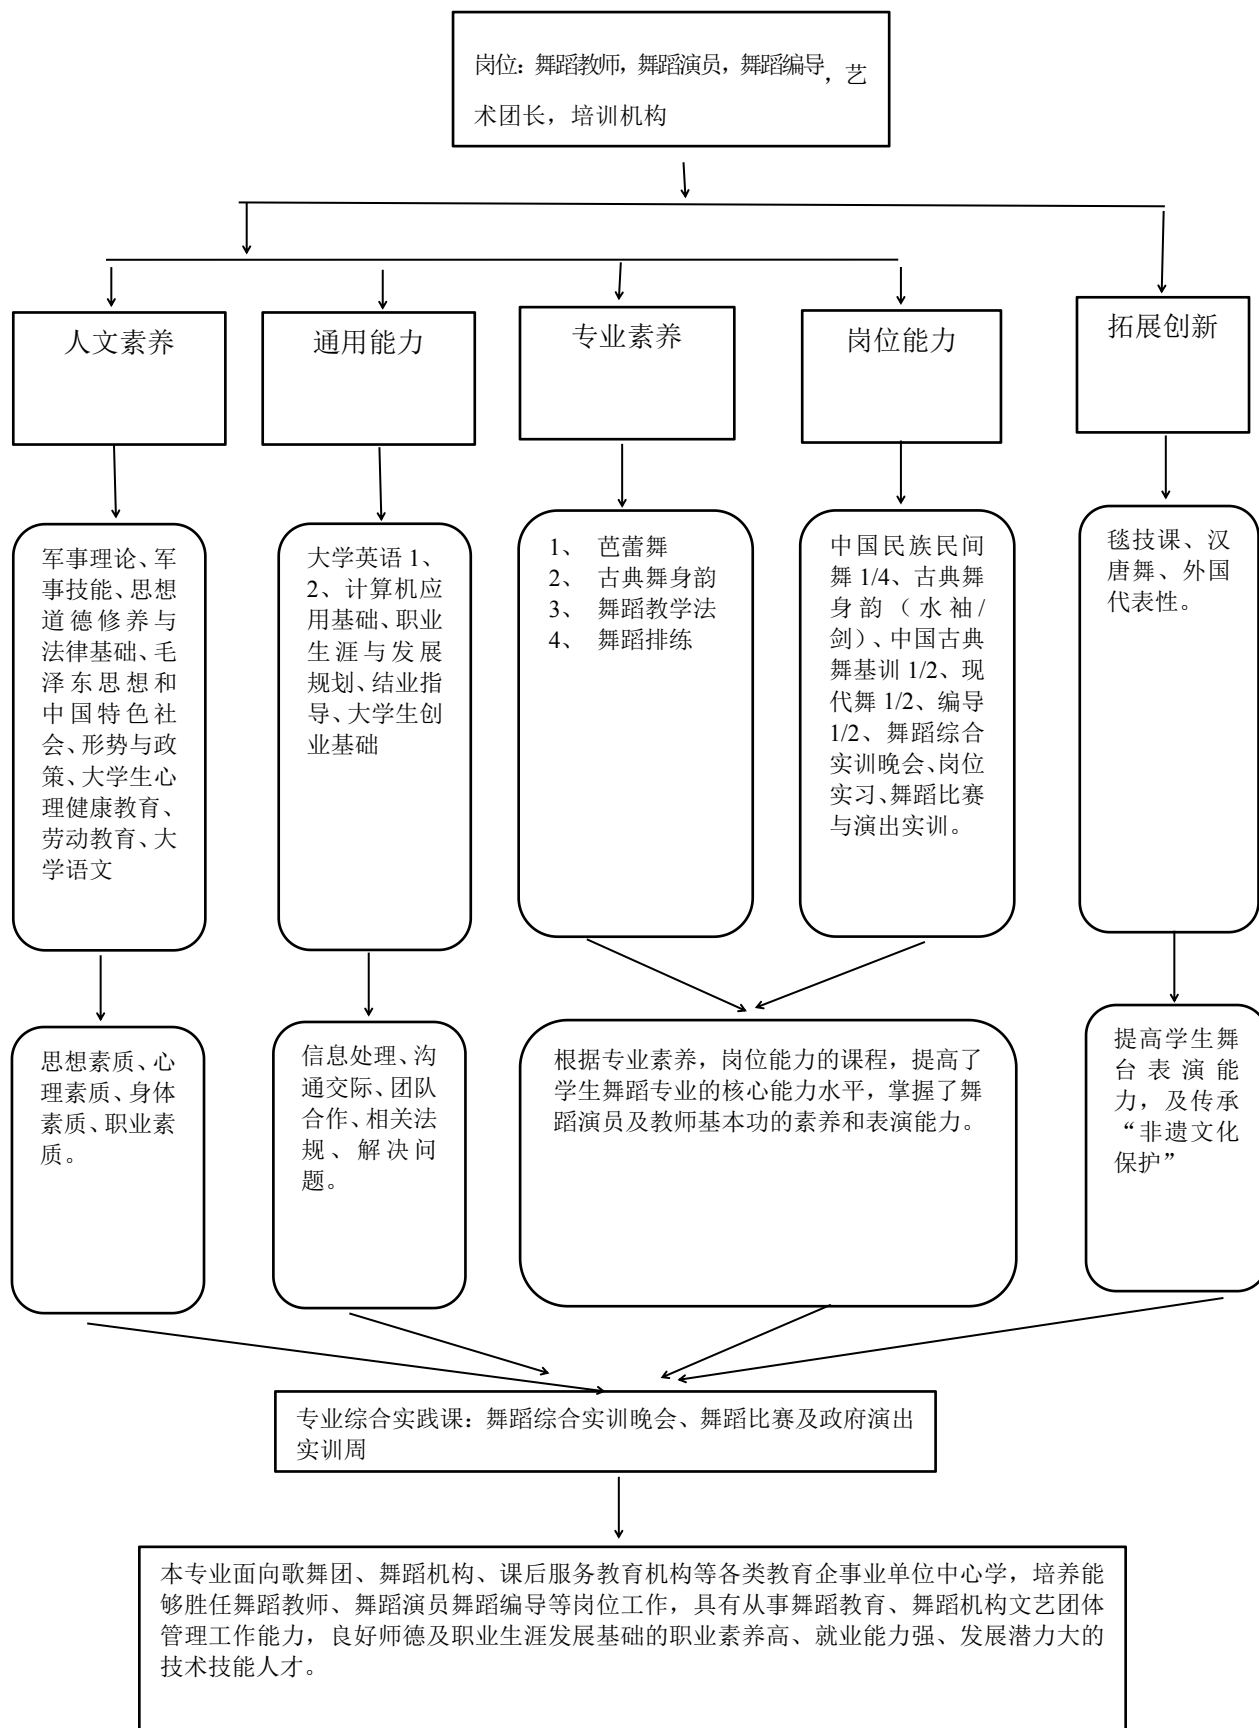 岗位：舞蹈教师，舞蹈演员，舞蹈编导，艺
术团长，培训机构
人文素养
通用能力
专业素养
岗位能力
拓展创新
军事理论、军
事技能、思想
道德修养与
法律基础、毛
泽东思想和
中国特色社
会、形势与政
策、大学生心
理健康教育、
劳动教育、大
学语文
大学英语 1、
2、计算机应
用基础、职业
生涯与发展
规划、结业指
导、大学生创
业基础
1、 芭蕾舞
2、 古典舞身韵
3、 舞蹈教学法
4、 舞蹈排练
中国民族民间
舞 1/4、古典舞
身韵（水袖/
剑）、中国古典
舞基训 1/2、现
代舞 1/2、编导
1/2、舞蹈综合
实训晚会、岗位
实习、舞蹈比赛
与演出实训。
毯技课、汉
唐舞、外国
代表性。
思想素质、心
理素质、身体
素质、职业素
质。
信息处理、沟
通交际、团队
合作、相关法
规、解决问
题。
根据专业素养，岗位能力的课程，提高了
学生舞蹈专业的核心能力水平，掌握了舞
蹈演员及教师基本功的素养和表演能力。
提高学生舞
台表演能
力，及传承
“非遗文化
保护”
专业综合实践课：舞蹈综合实训晚会、舞蹈比赛及政府演出
实训周
本专业面向歌舞团、舞蹈机构、课后服务教育机构等各类教育企事业单位中心学，培养能
够胜任舞蹈教师、舞蹈演员舞蹈编导等岗位工作，具有从事舞蹈教育、舞蹈机构文艺团体
管理工作能力，良好师德及职业生涯发展基础的职业素养高、就业能力强、发展潜力大的
技术技能人才。